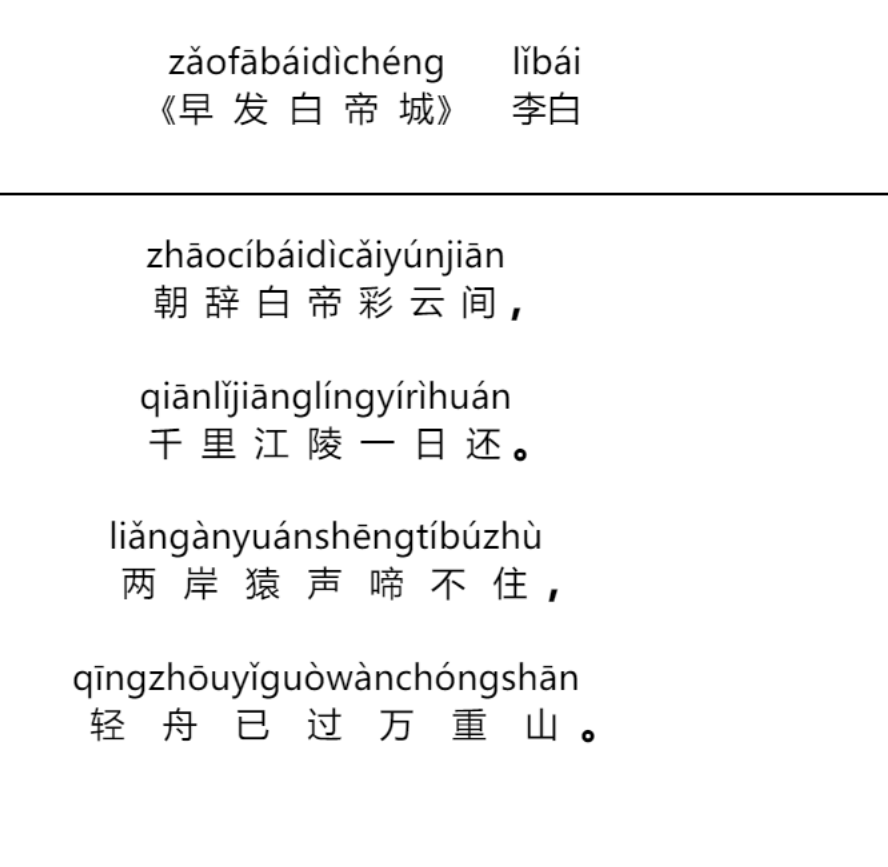 zǎofābáidìchéng lǐbái
《早发白帝城》 李白
zhāocíbáidìcǎiyúnjiān
朝辞白帝彩云间，
qiānlǐjiānglíngyírìhuán
千里江陵一日还。
liǎngànyuánshēngtíbúzhù
两岸猿声啼不住，
qīngzhōuyǐguòwànchóngshān
轻舟已过万重山。